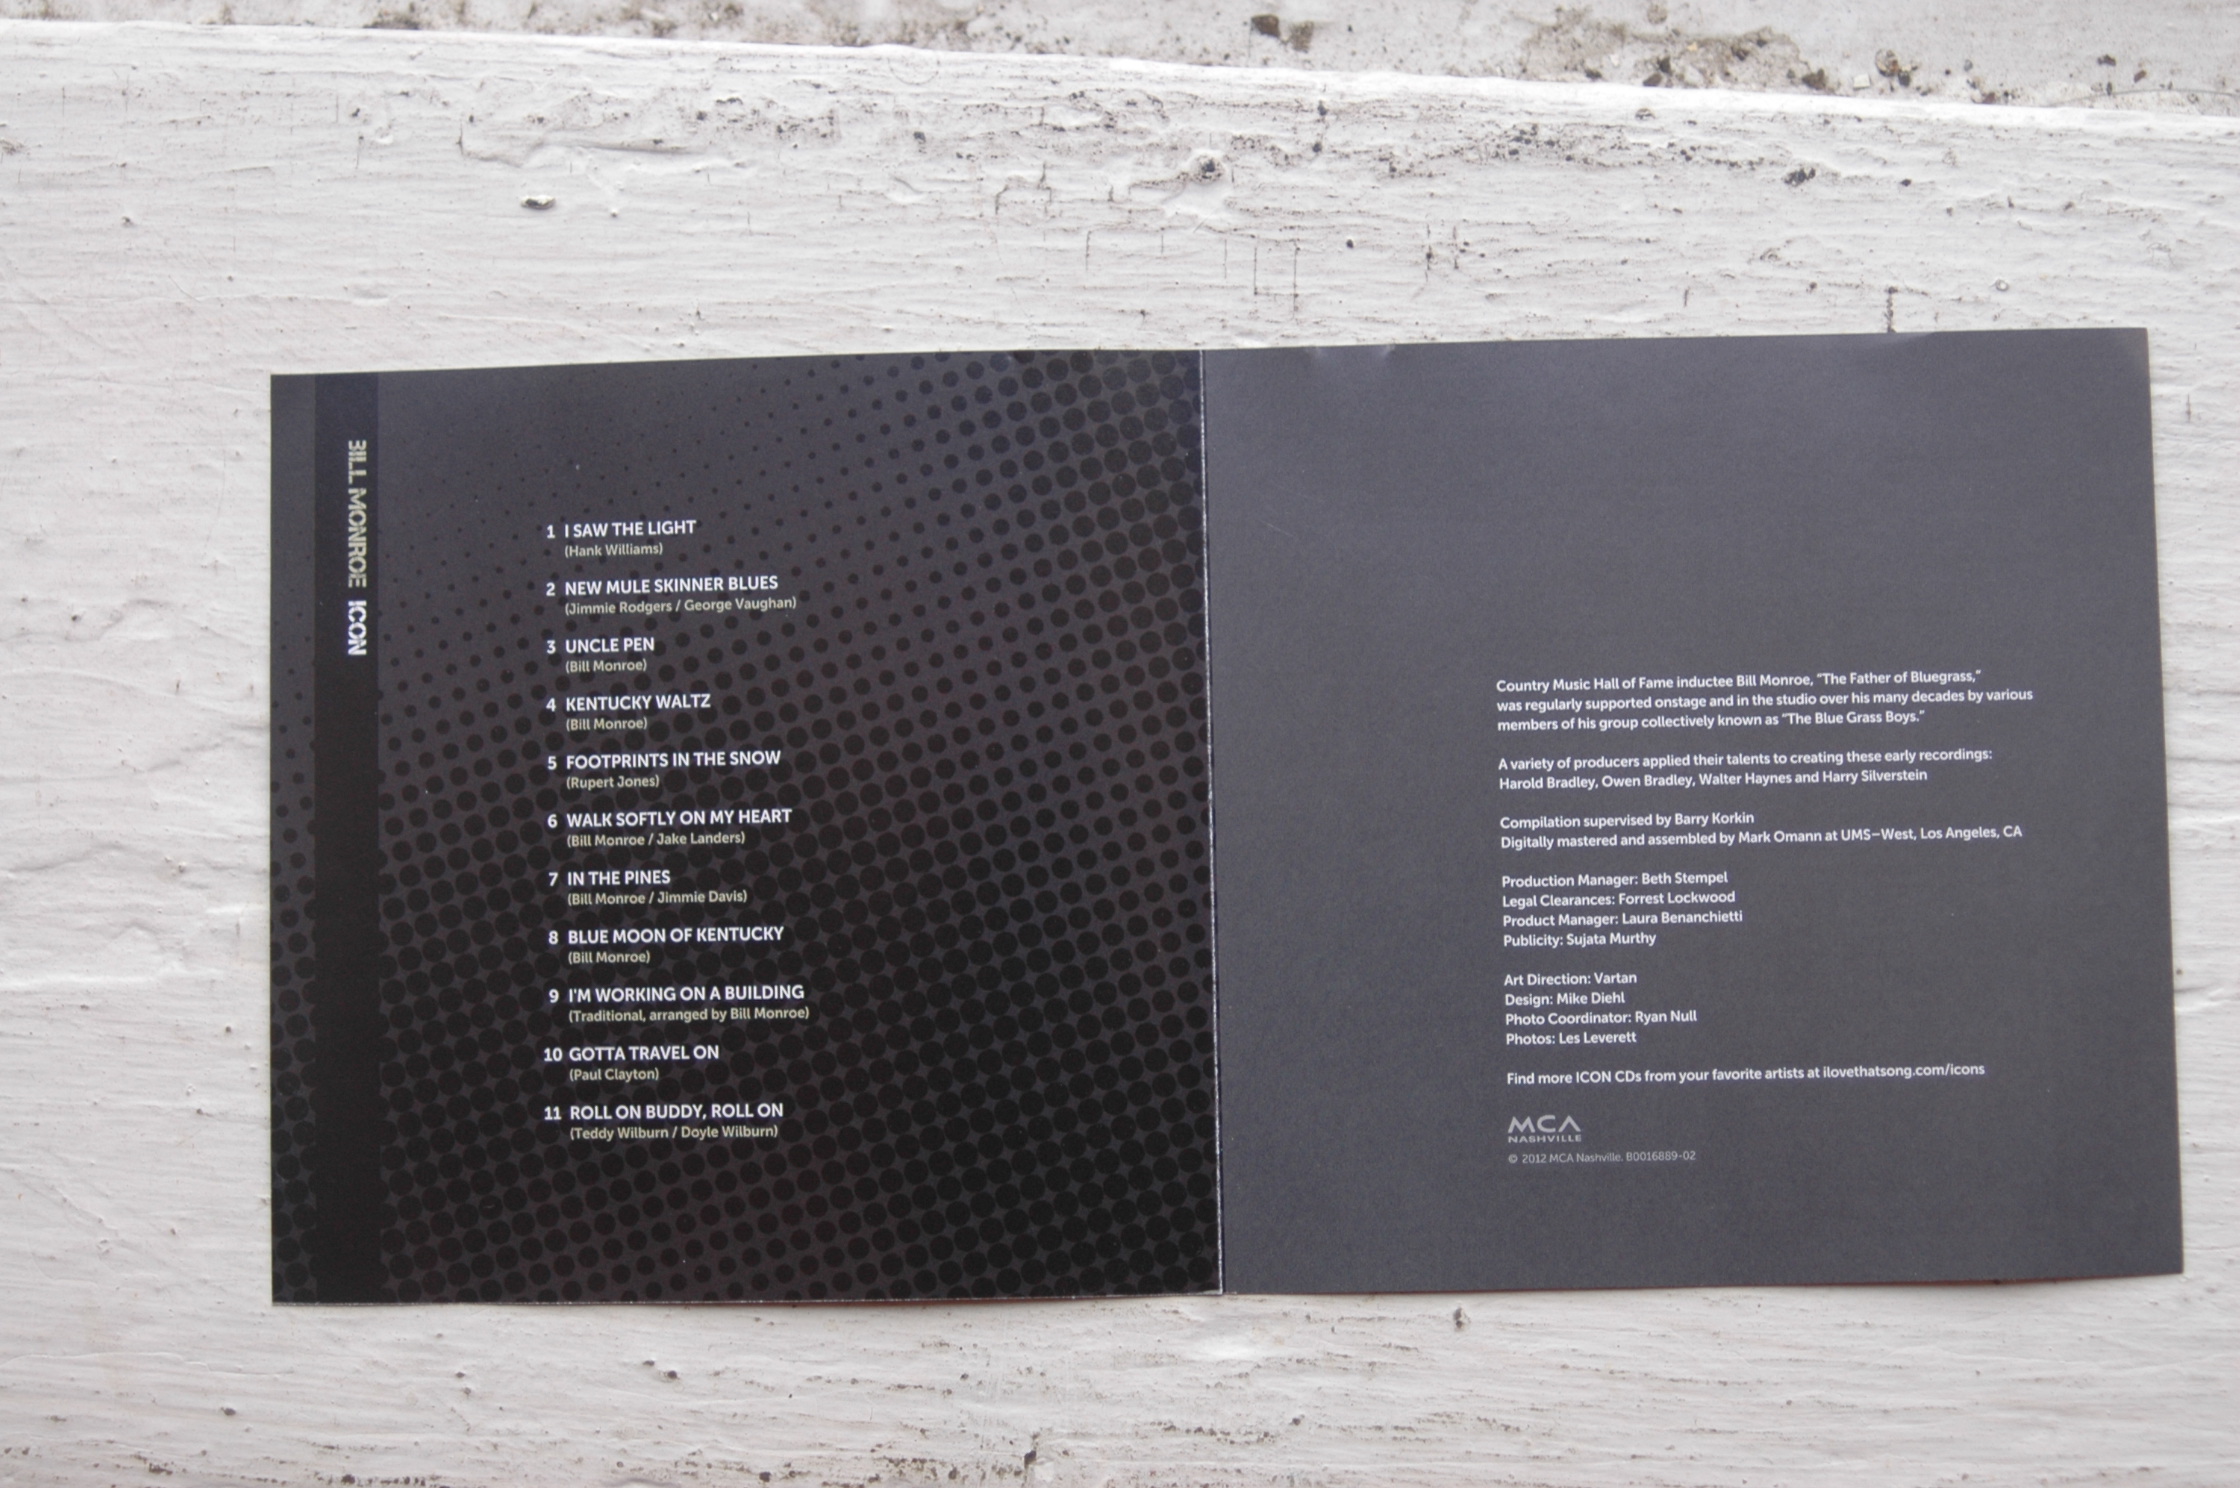 BILL MONROE ICON
1 I SAW THE LIGHT
(Hank Williams)
2 NEW MULE SKINNER BLUES
(Jimmie Rodgers / George Vaughan)
3 UNCLE PEN
(Bill Monroe)
4 KENTUCKY WALTZ
(Bill Monroe)
5 FOOTPRINTS IN THE SNOW
(Rupert Jones)
6 WALK SOFTLY ON MY HEART
(Bill Monroe / Jake Landers)
7 IN THE PINES
(Bill Monroe / Jimmie Davis)
8 BLUE MOON OF KENTUCKY
(Bill Monroe)
9 I'M WORKING ON A BUILDING
(Traditional, arranged by Bill Monroe)
10 GOTTA TRAVEL ON
(Paul Clayton)
11 ROLL ON BUDDY, ROLL ON
(Teddy Wilburn / Doyle Wilburn)
Country Music Hall of Fame inductee Bill Monroe, "The Father of Bluegrass,"
was regularly supported onstage and in the studio over his many decades by various
members of his group collectively known as "The Blue Grass Boys."
A variety of producers applied their talents to creating these early recordings:
Harold Bradley, Owen Bradley, Walter Haynes and Harry Silverstein
Compilation supervised by Barry Korkin
Digitally mastered and assembled by Mark Omann at UMS–West, Los Angeles, CA
Production Manager: Beth Stempel
Legal Clearances: Forrest Lockwood
Product Manager: Laura Benanchietti
Publicity: Sujata Murthy
Art Direction: Vartan
Design: Mike Diehl
Photo Coordinator: Ryan Null
Photos: Les Leverett
Find more ICON CDs from your favorite artists at ilovethatsong.com/icons
MCA
NASHVILLE
© 2012 MCA Nashville. B0016889-02